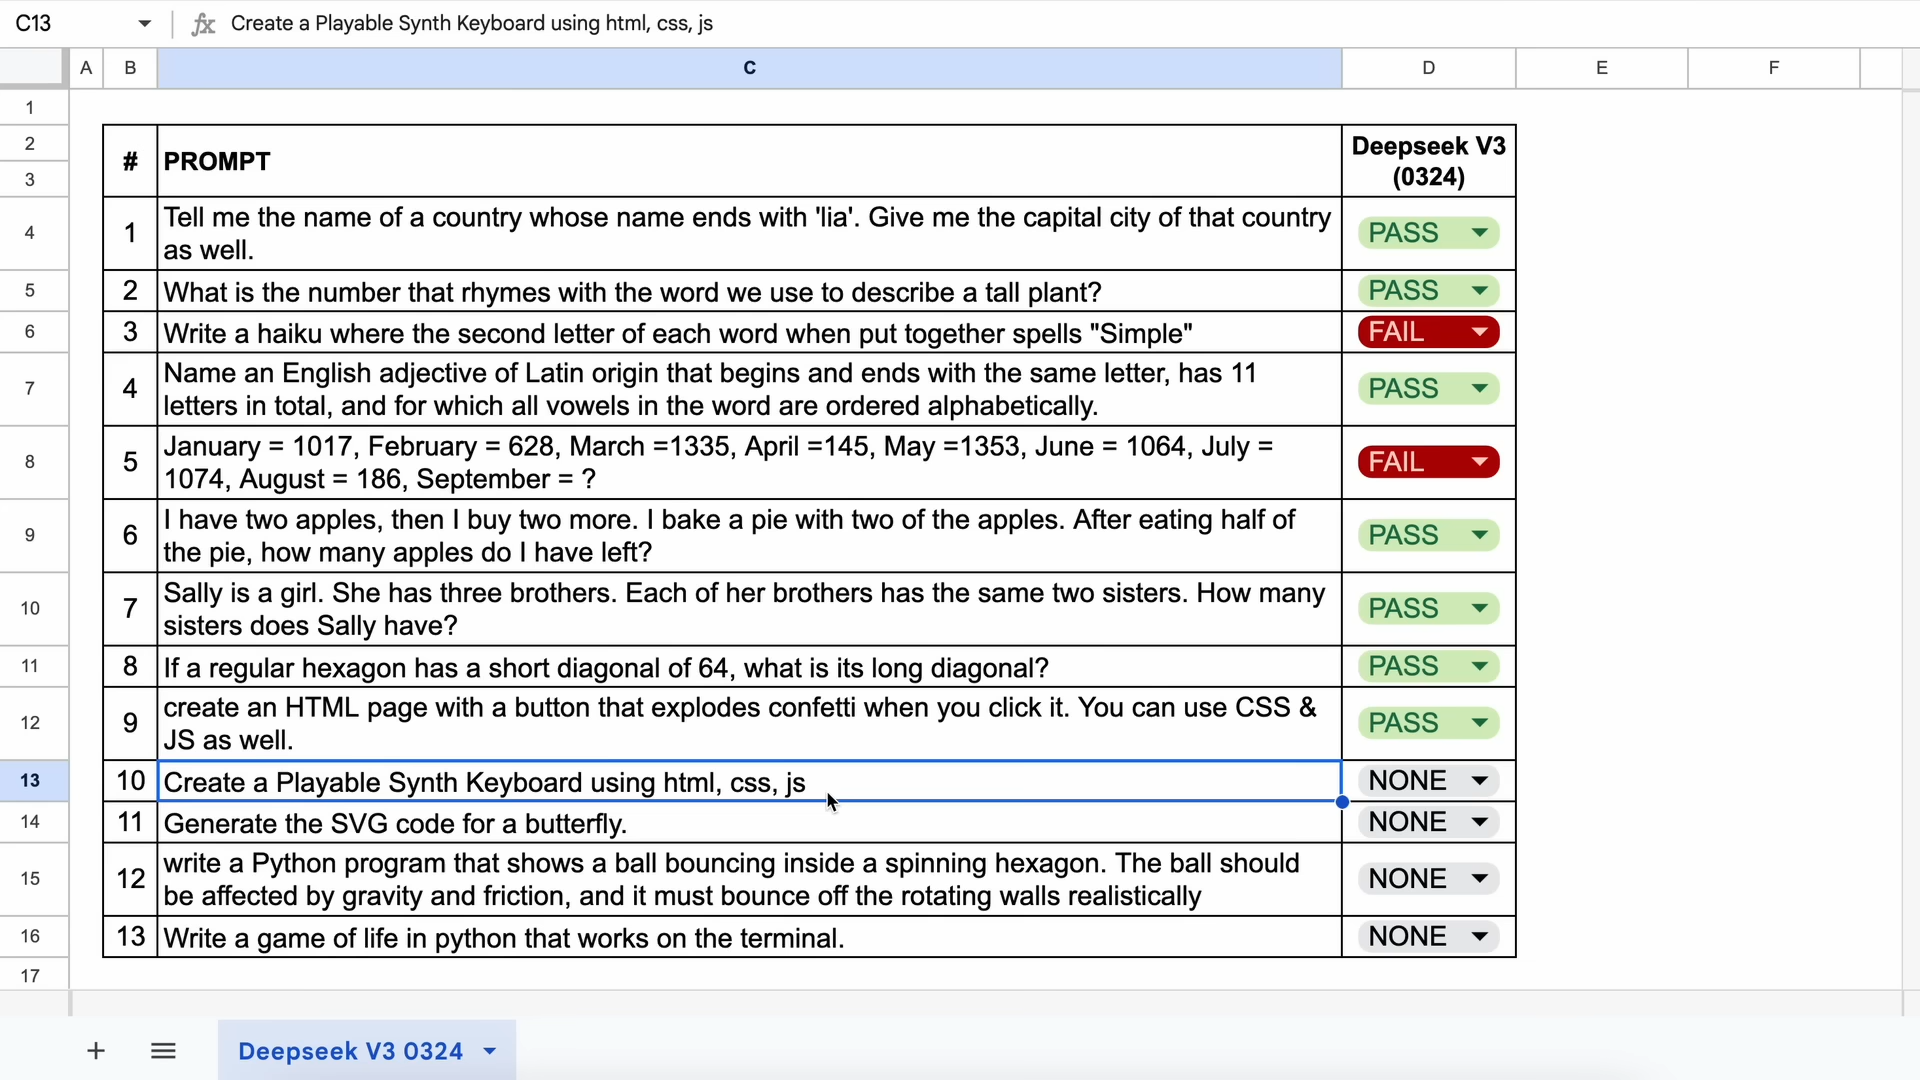 C13
fx Create a Playable Synth Keyboard using html, css, js
A B C D E F
1
2
3
# PROMPT Deepseek V3
(0324)
4 1 Tell me the name of a country whose name ends with 'lia'. Give me the capital city of that country
as well. PASS
5 2 What is the number that rhymes with the word we use to describe a tall plant? PASS
6 3 Write a haiku where the second letter of each word when put together spells "Simple" FAIL
7 4 Name an English adjective of Latin origin that begins and ends with the same letter, has 11
letters in total, and for which all vowels in the word are ordered alphabetically. PASS
8 5 January = 1017, February = 628, March =1335, April =145, May =1353, June = 1064, July =
1074, August = 186, September = ? FAIL
9 6 I have two apples, then I buy two more. I bake a pie with two of the apples. After eating half of
the pie, how many apples do I have left? PASS
10 7 Sally is a girl. She has three brothers. Each of her brothers has the same two sisters. How many
sisters does Sally have? PASS
11 8 If a regular hexagon has a short diagonal of 64, what is its long diagonal? PASS
12 9 create an HTML page with a button that explodes confetti when you click it. You can use CSS &
JS as well. PASS
13 10 Create a Playable Synth Keyboard using html, css, js NONE
14 11 Generate the SVG code for a butterfly. NONE
15 12 write a Python program that shows a ball bouncing inside a spinning hexagon. The ball should
be affected by gravity and friction, and it must bounce off the rotating walls realistically NONE
16 13 Write a game of life in python that works on the terminal. NONE
17
Deepseek V3 0324